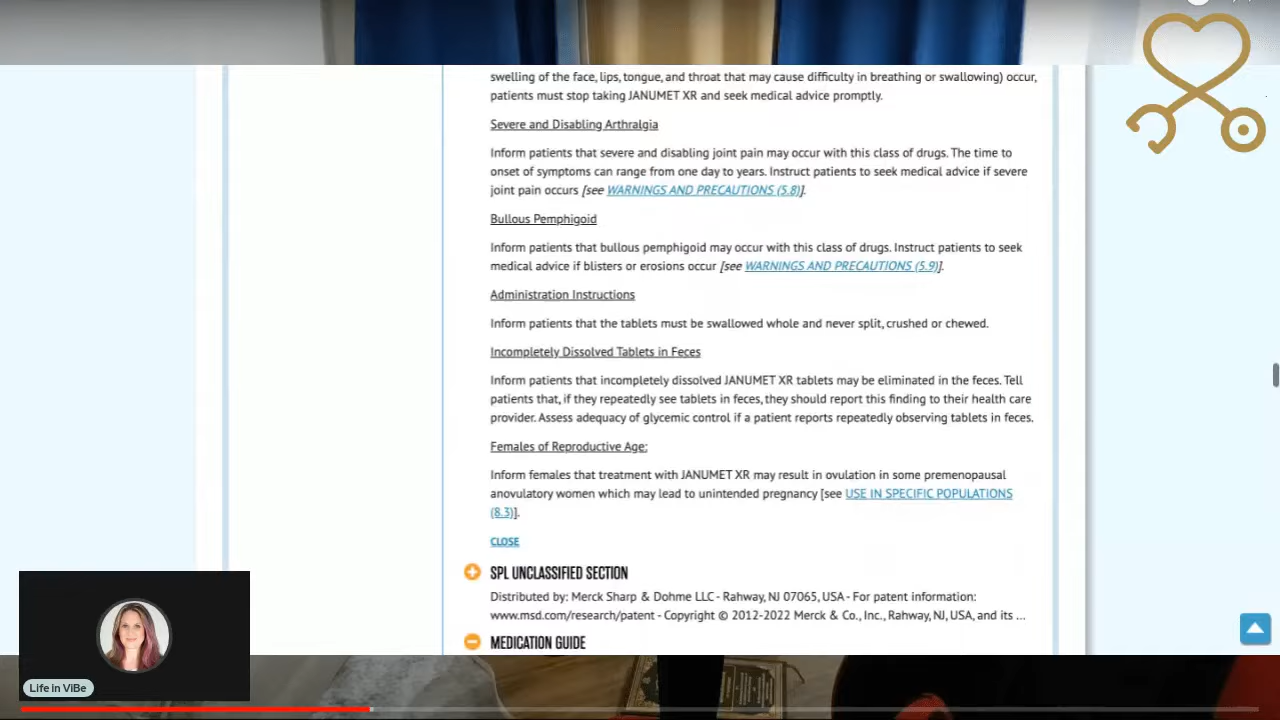 swelling of the face, lips, tongue, and throat that may cause difficulty in breathing or swallowing) occur,
patients must stop taking JANUMET XR and seek medical advice promptly.
Severe and Disabling Arthralgia
Inform patients that severe and disabling joint pain may occur with this class of drugs. The time to
onset of symptoms can range from one day to years. Instruct patients to seek medical advice if severe
joint pain occurs [see WARNINGS AND PRECAUTIONS (5.8)].
Bullous Pemphigoid
Inform patients that bullous pemphigoid may occur with this class of drugs. Instruct patients to seek
medical advice if blisters or erosions occur [see WARNINGS AND PRECAUTIONS (5.9)].
Administration Instructions
Inform patients that the tablets must be swallowed whole and never split, crushed or chewed.
Incompletely Dissolved Tablets in Feces
Inform patients that incompletely dissolved JANUMET XR tablets may be eliminated in the feces. Tell
patients that, if they repeatedly see tablets in feces, they should report this finding to their health care
provider. Assess adequacy of glycemic control if a patient reports repeatedly observing tablets in feces.
Females of Reproductive Age:
Inform females that treatment with JANUMET XR may result in ovulation in some premenopausal
anovulatory women which may lead to unintended pregnancy [see USE IN SPECIFIC POPULATIONS
(8.3)].
CLOSE
SPL UNCLASSIFIED SECTION
Distributed by: Merck Sharp & Dohme LLC - Rahway, NJ 07065, USA - For patent information:
www.msd.com/research/patent - Copyright © 2012-2022 Merck & Co., Inc., Rahway, NJ, USA, and its ...
MEDICATION GUIDE
Life in ViBe